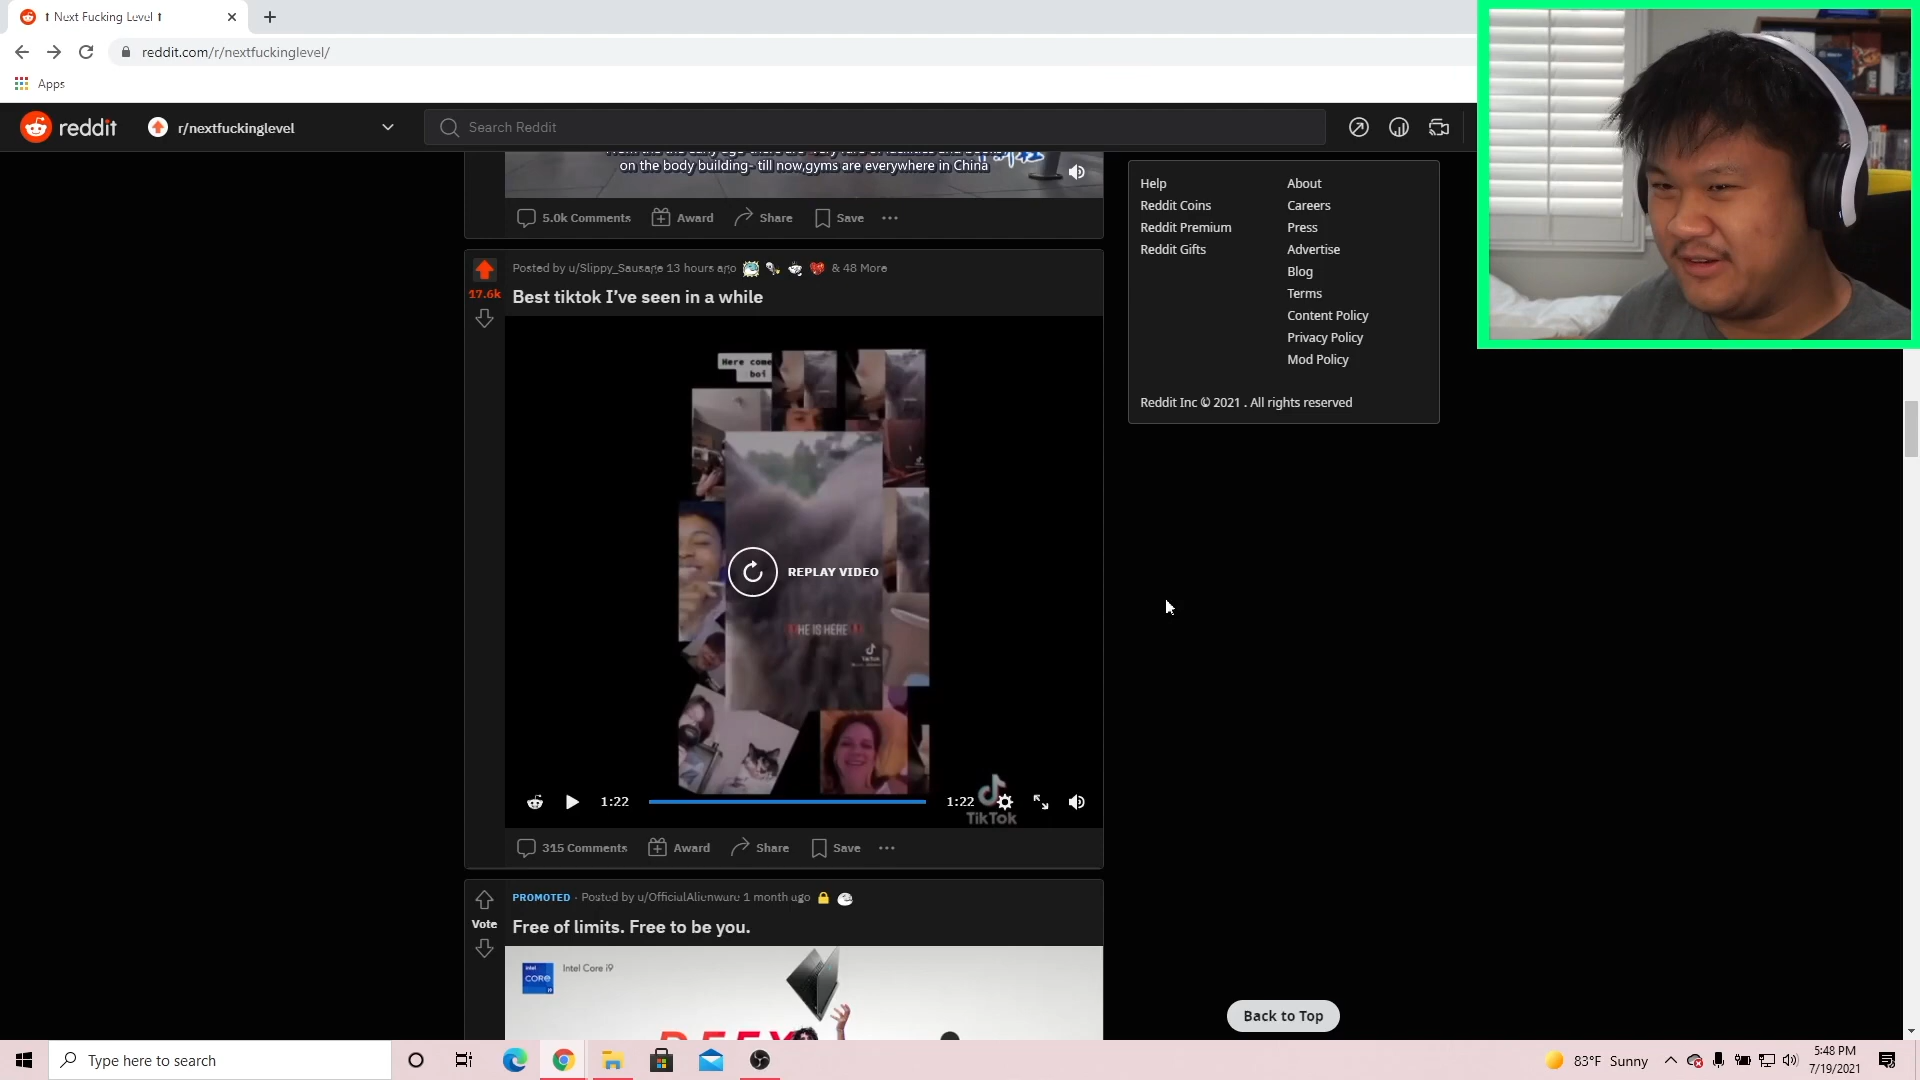 ↑ Next Fucking Level ↑
reddit.com/r/nextfuckinglevel/
Apps
reddit
r/nextfuckinglevel
Search Reddit
on the body building- till now,gyms are everywhere in China
5.0k Comments
Award
Share
Save
Help
About
Reddit Coins
Careers
Reddit Premium
Press
Reddit Gifts
Advertise
Blog
Terms
Content Policy
Privacy Policy
Mod Policy
Reddit Inc © 2021 . All rights reserved
Posted by u/Slippy_Sausage 13 hours ago & 48 More
17.6k
Best tiktok I've seen in a while
Here come
boi
REPLAY VIDEO
HE IS HERE
TikTok
1:22
1:22
TikTok
315 Comments
Award
Share
Save
PROMOTED · Posted by u/OfficialAlienware 1 month ago
Vote
Free of limits. Free to be you.
intel
CORE
i9
Intel Core i9
Back to Top
Type here to search
83°F Sunny
5:48 PM
7/19/2021